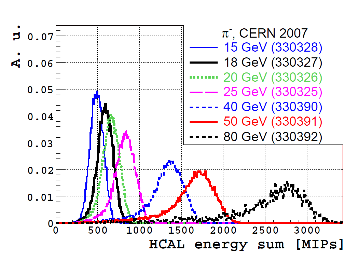 A. u.
0.07
0.06
0.05
0.04
0.03
0.02
0.01
0
π⁻, CERN 2007
15 GeV (330328)
18 GeV (330327)
20 GeV (330326)
25 GeV (330325)
40 GeV (330390)
50 GeV (330391)
80 GeV (330392)
0 500 1000 1500 2000 2500 3000
HCAL energy sum [MIPs]